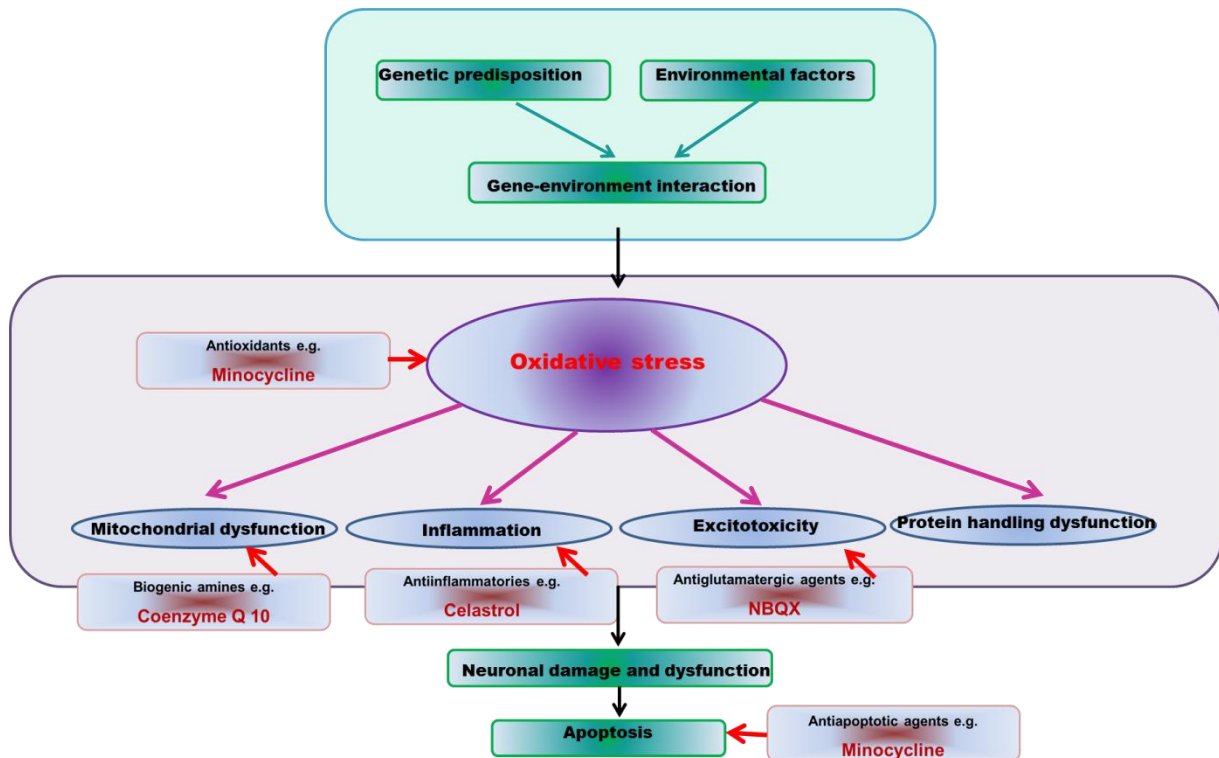 Genetic predisposition
Environmental factors
Gene-environment interaction
Antioxidants e.g.
Minocycline
Oxidative stress
Mitochondrial dysfunction
Inflammation
Excitotoxicity
Protein handling dysfunction
Biogenic amines e.g.
Coenzyme Q 10
Antiinflammatories e.g.
Celastrol
Antiglutamatergic agents e.g.
NBQX
Neuronal damage and dysfunction
Apoptosis
Antiapoptotic agents e.g.
Minocycline